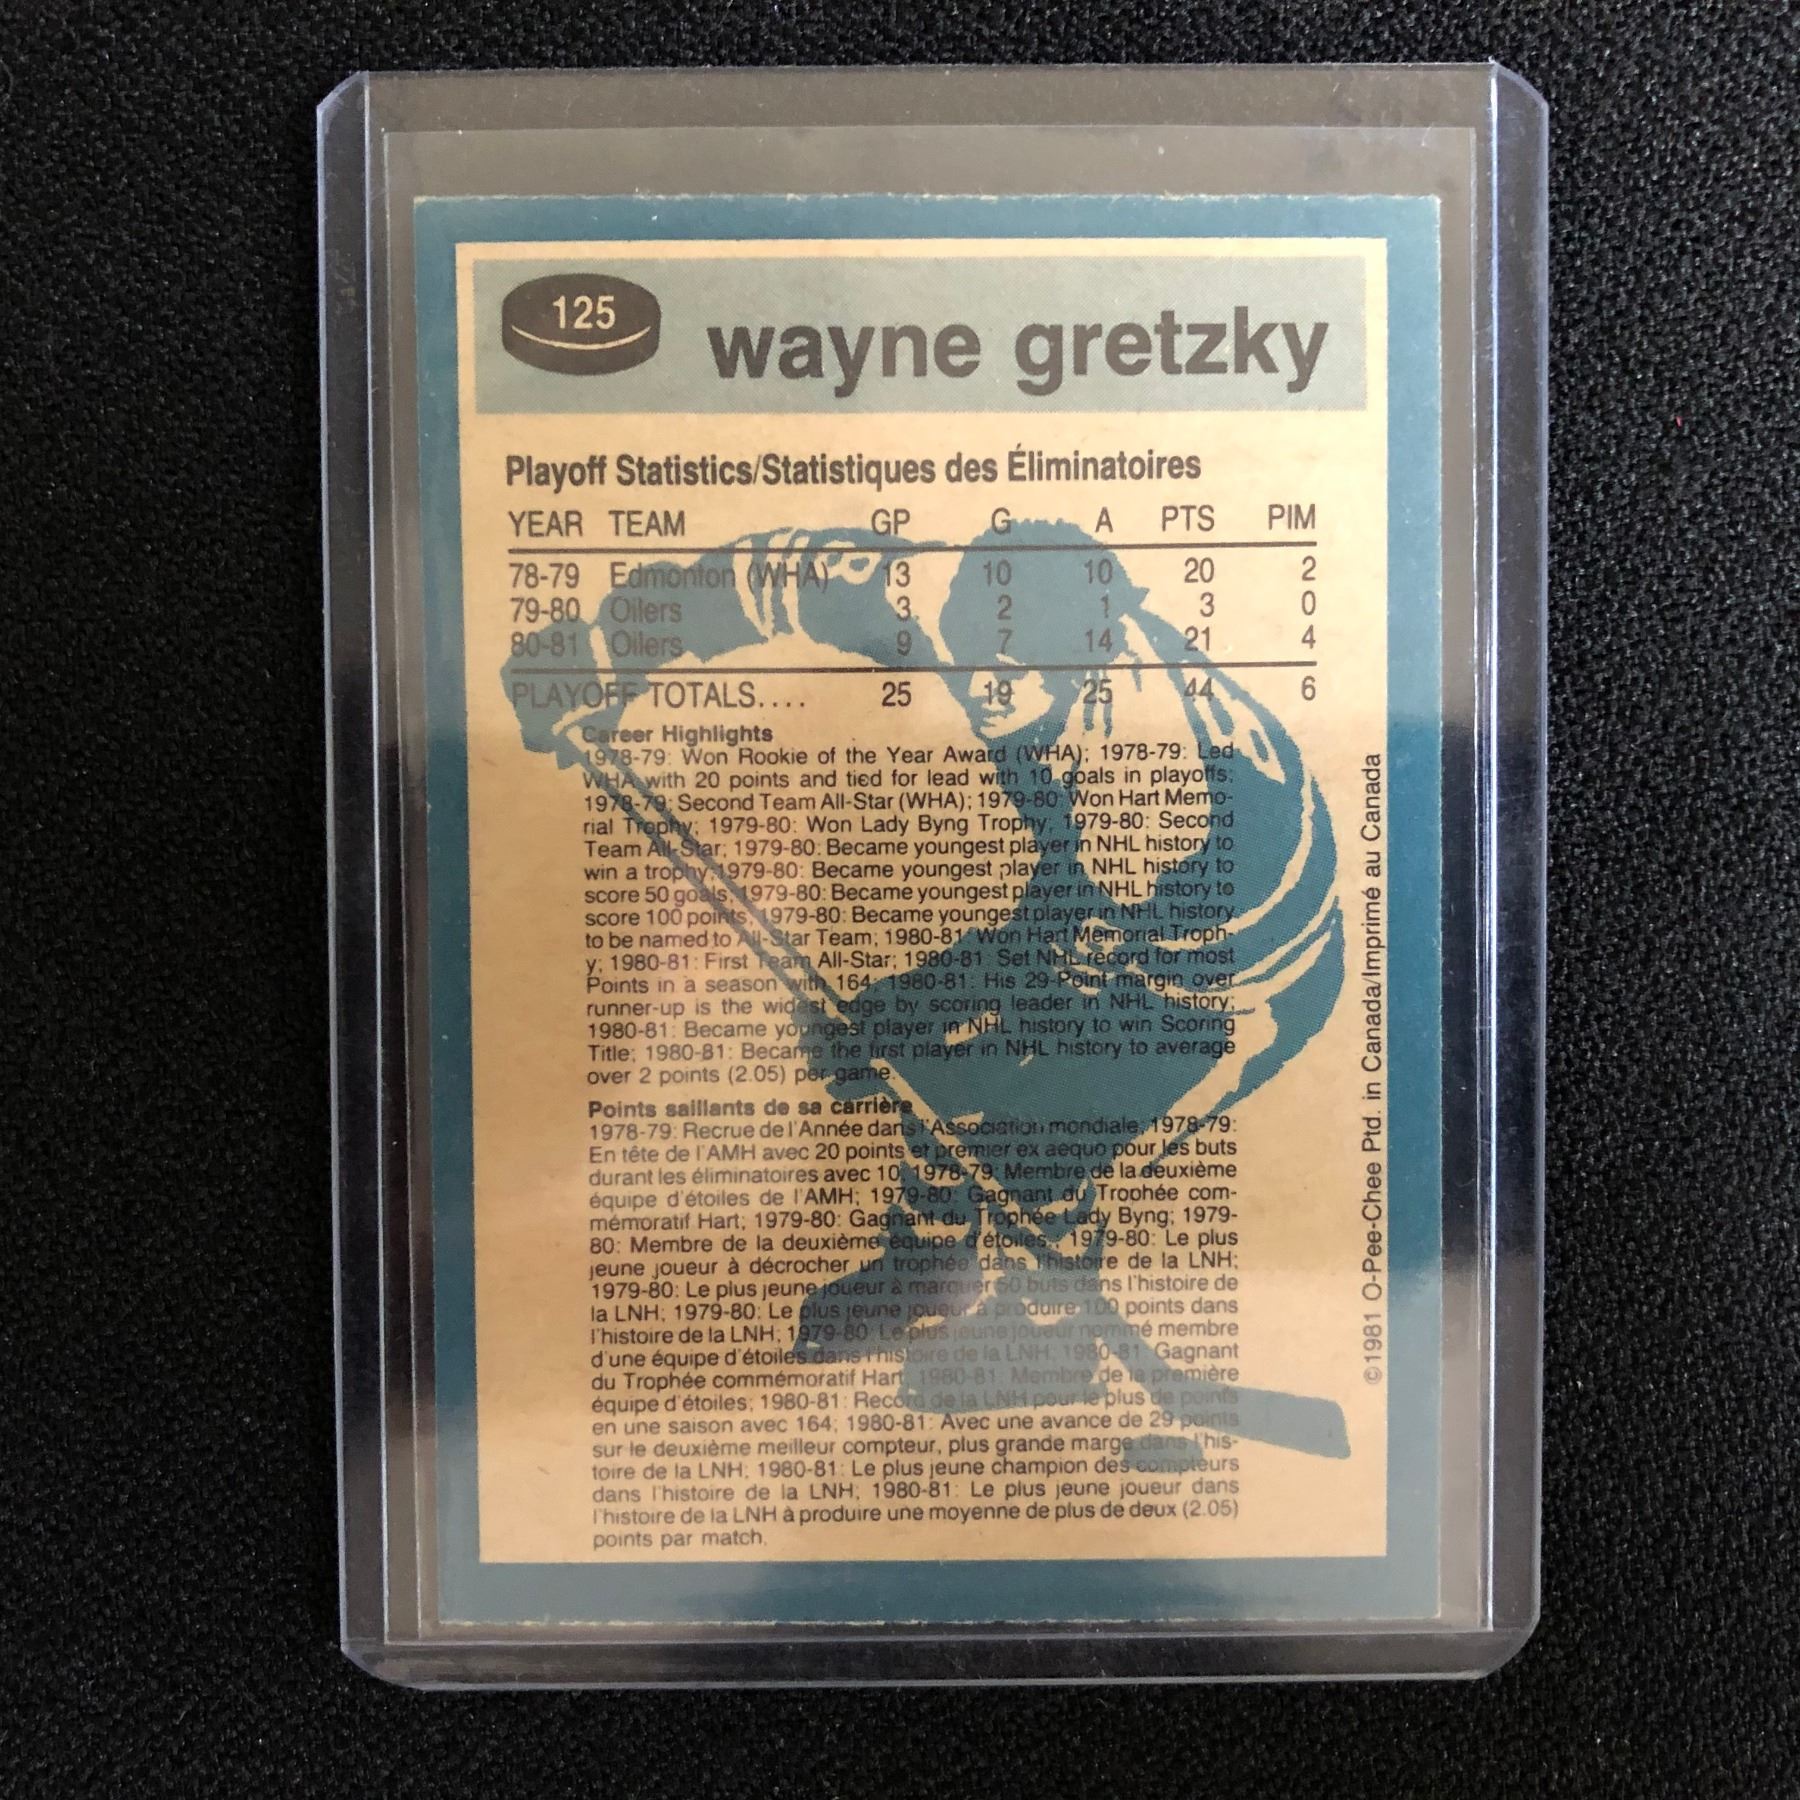 125
wayne gretzky
Playoff Statistics/Statistiques des Éliminatoires
YEAR TEAM GP G A PTS PIM
78-79 Edmonton (WHA) 13 10 10 20 2
79-80 Oilers 3 2 1 3 0
80-81 Oilers 9 7 14 21 4
PLAYOFF TOTALS.... 25 19 25 44 6
Career Highlights
1978-79: Won Rookie of the Year Award (WHA); 1978-79: Led
WHA with 20 points and tied for lead with 10 goals in playoffs;
1978-79: Second Team All-Star (WHA); 1979-80: Won Hart Memo-
rial Trophy; 1979-80: Won Lady Byng Trophy; 1979-80: Second
Team All-Star; 1979-80: Became youngest player in NHL history to
win a trophy; 1979-80: Became youngest player in NHL history to
score 50 goals; 1979-80: Became youngest player in NHL history to
score 100 points; 1979-80: Became youngest player in NHL history
to be named to All-Star Team; 1980-81: Won Hart Memorial Troph-
y; 1980-81: First Team All-Star; 1980-81: Set NHL record for most
Points in a season with 164; 1980-81: His 29-Point margin over
runner-up is the widest edge by scoring leader in NHL history;
1980-81: Became youngest player in NHL history to win Scoring
Title; 1980-81: Became the first player in NHL history to average
over 2 points (2.05) per game.
Points saillants de sa carrière
1978-79: Recrue de l'Année dans l'Association mondiale; 1978-79:
En tête de l'AMH avec 20 points et premier ex aequo pour les buts
durant les éliminatoires avec 10; 1978-79: Membre de la deuxième
équipe d'étoiles de l'AMH; 1979-80: Gagnant du Trophée com-
mémoratif Hart; 1979-80: Gagnant du Trophée Lady Byng; 1979-
80: Membre de la deuxième équipe d'étoiles.; 1979-80: Le plus
jeune joueur à décrocher un trophée dans l'histoire de la LNH;
1979-80: Le plus jeune joueur à marquer 50 buts dans l'histoire de
la LNH; 1979-80: Le plus jeune joueur à produire 100 points dans
l'histoire de la LNH; 1979-80: Le plus jeune joueur nommé membre
d'une équipe d'étoiles dans l'histoire de la LNH; 1980-81: Gagnant
du Trophée commémoratif Hart; 1980-81: Membre de la première
équipe d'étoiles; 1980-81: Record de la LNH pour le plus de points
en une saison avec 164; 1980-81: Avec une avance de 29 points
sur le deuxième meilleur compteur, plus grande marge dans l'his-
toire de la LNH; 1980-81: Le plus jeune champion des compteurs
dans l'histoire de la LNH; 1980-81: Le plus jeune joueur dans
l'histoire de la LNH à produire une moyenne de plus de deux (2.05)
points par match.
©1981 O-Pee-Chee Ptd. in Canada/Imprimé au Canada